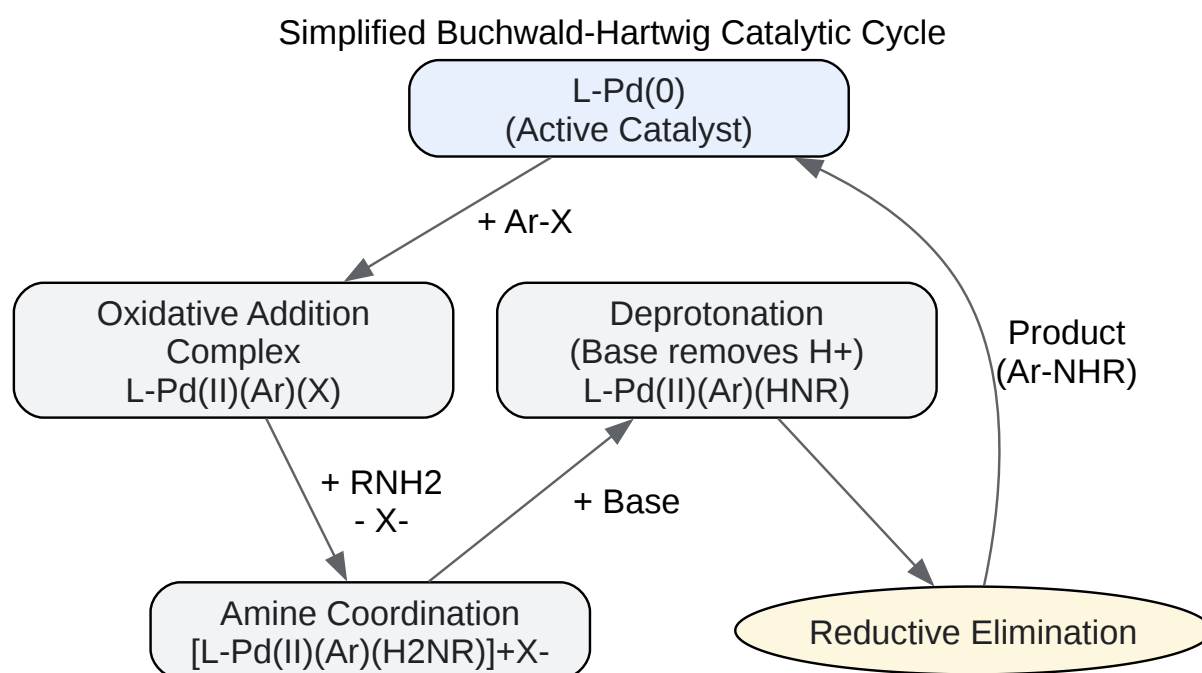 Simplified Buchwald-Hartwig Catalytic Cycle
L-Pd(0)
(Active Catalyst)
+ Ar-X
Oxidative Addition
Complex
L-Pd(II)(Ar)(X)
Deprotonation
(Base removes H+)
L-Pd(II)(Ar)(HNR)
Product
(Ar-NHR)
+ RNH2
- X-
+ Base
Amine Coordination
[L-Pd(II)(Ar)(H2NR)]+X-
Reductive Elimination